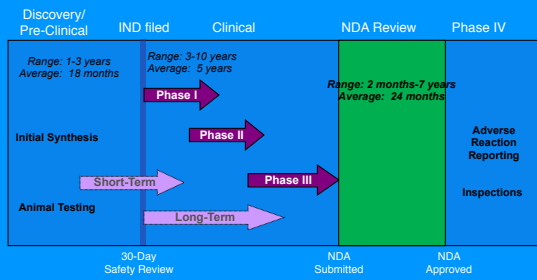 Discovery/
Pre-Clinical
IND filed
Clinical
NDA Review
Phase IV
Range: 1-3 years
Average: 18 months
Range: 3-10 years
Average: 5 years
Range: 2 months-7 years
Average: 24 months
Phase I
Phase II
Phase III
Initial Synthesis
Short-Term
Animal Testing
Long-Term
Adverse
Reaction
Reporting
Inspections
30-Day
Safety Review
NDA
Submitted
NDA
Approved